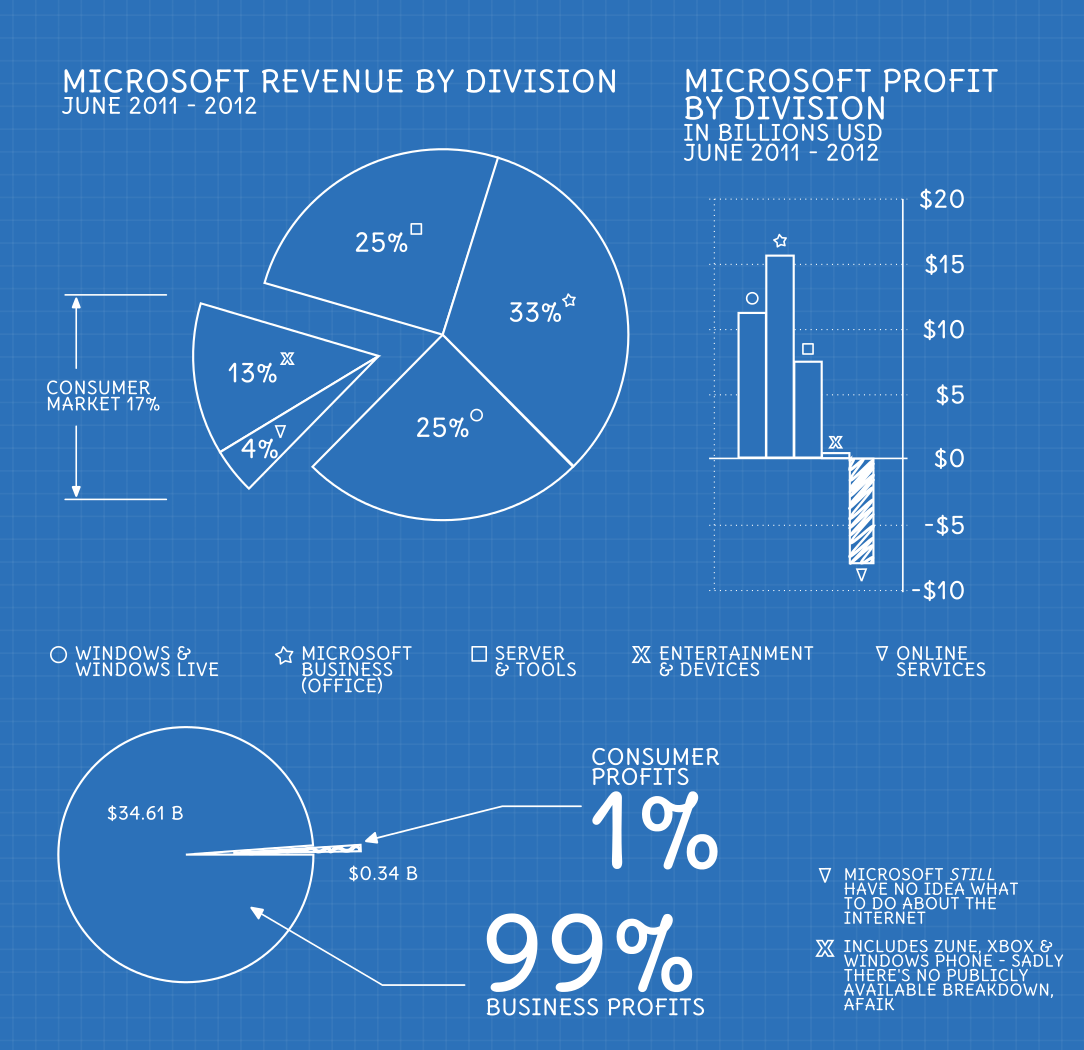 MICROSOFT REVENUE BY DIVISION
JUNE 2011 - 2012
25%
33%
13%
4%
25%
CONSUMER
MARKET 17%
MICROSOFT PROFIT
BY DIVISION
IN BILLIONS USD
JUNE 2011 - 2012
$20
$15
$10
$5
$0
-$5
-$10
WINDOWS &
WINDOWS LIVE
MICROSOFT
BUSINESS
(OFFICE)
SERVER
& TOOLS
ENTERTAINMENT
& DEVICES
ONLINE
SERVICES
$34.61 B
$0.34 B
CONSUMER
PROFITS
1%
99%
BUSINESS PROFITS
MICROSOFT STILL
HAVE NO IDEA WHAT
TO DO ABOUT THE
INTERNET
INCLUDES ZUNE, XBOX &
WINDOWS PHONE - SADLY
THERE'S NO PUBLICLY
AVAILABLE BREAKDOWN,
AFAIK